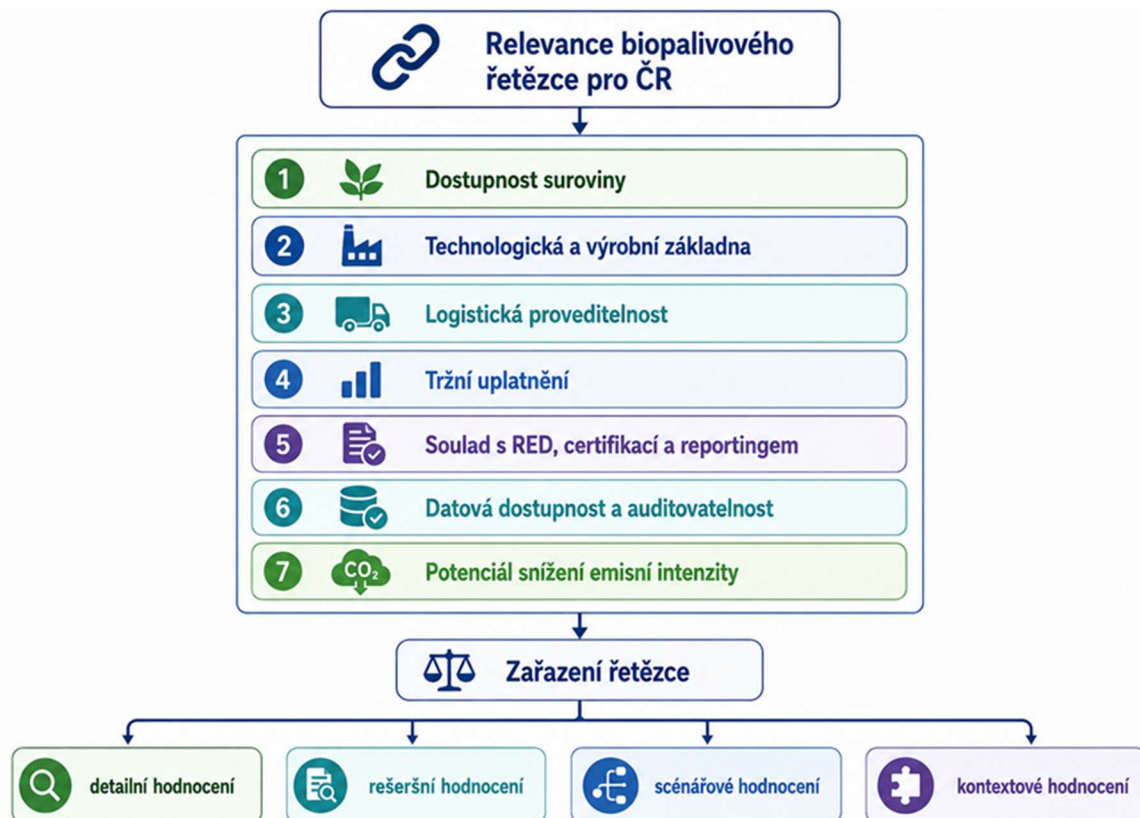 Relevance biopalivového
řetězce pro ČR
1 Dostupnost suroviny
2 Technologická a výrobní základna
3 Logistická proveditelnost
4 Tržní uplatnění
5 Soulad s RED, certifikací a reportingem
6 Datová dostupnost a auditovatelnost
7 CO₂ Potenciál snížení emisní intenzity
Zařazení řetězce
detailní hodnocení
rešeršní hodnocení
scénářové hodnocení
kontextové hodnocení